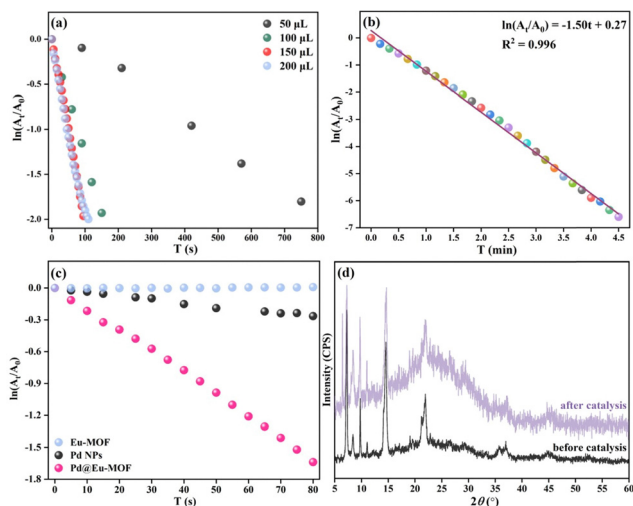 (a)
50 μL
100 μL
150 μL
200 μL
0.0
-0.5
-1.0
-1.5
-2.0
ln(At/A0)
0 100 200 300 400 500 600 700 800
T (s)
(b)
ln(At/A0) = -1.50t + 0.27
R² = 0.996
1
0
-1
-2
-3
-4
-5
-6
-7
ln(At/A0)
0.0 0.5 1.0 1.5 2.0 2.5 3.0 3.5 4.0 4.5
T (min)
(c)
0.0
-0.3
-0.6
-0.9
-1.2
-1.5
-1.8
ln(At/A0)
Eu-MOF
Pd NPs
Pd@Eu-MOF
0 10 20 30 40 50 60 70 80
T (s)
(d)
Intensity (CPS)
after catalysis
before catalysis
5 10 15 20 25 30 35 40 45 50 55 60
2θ (°)